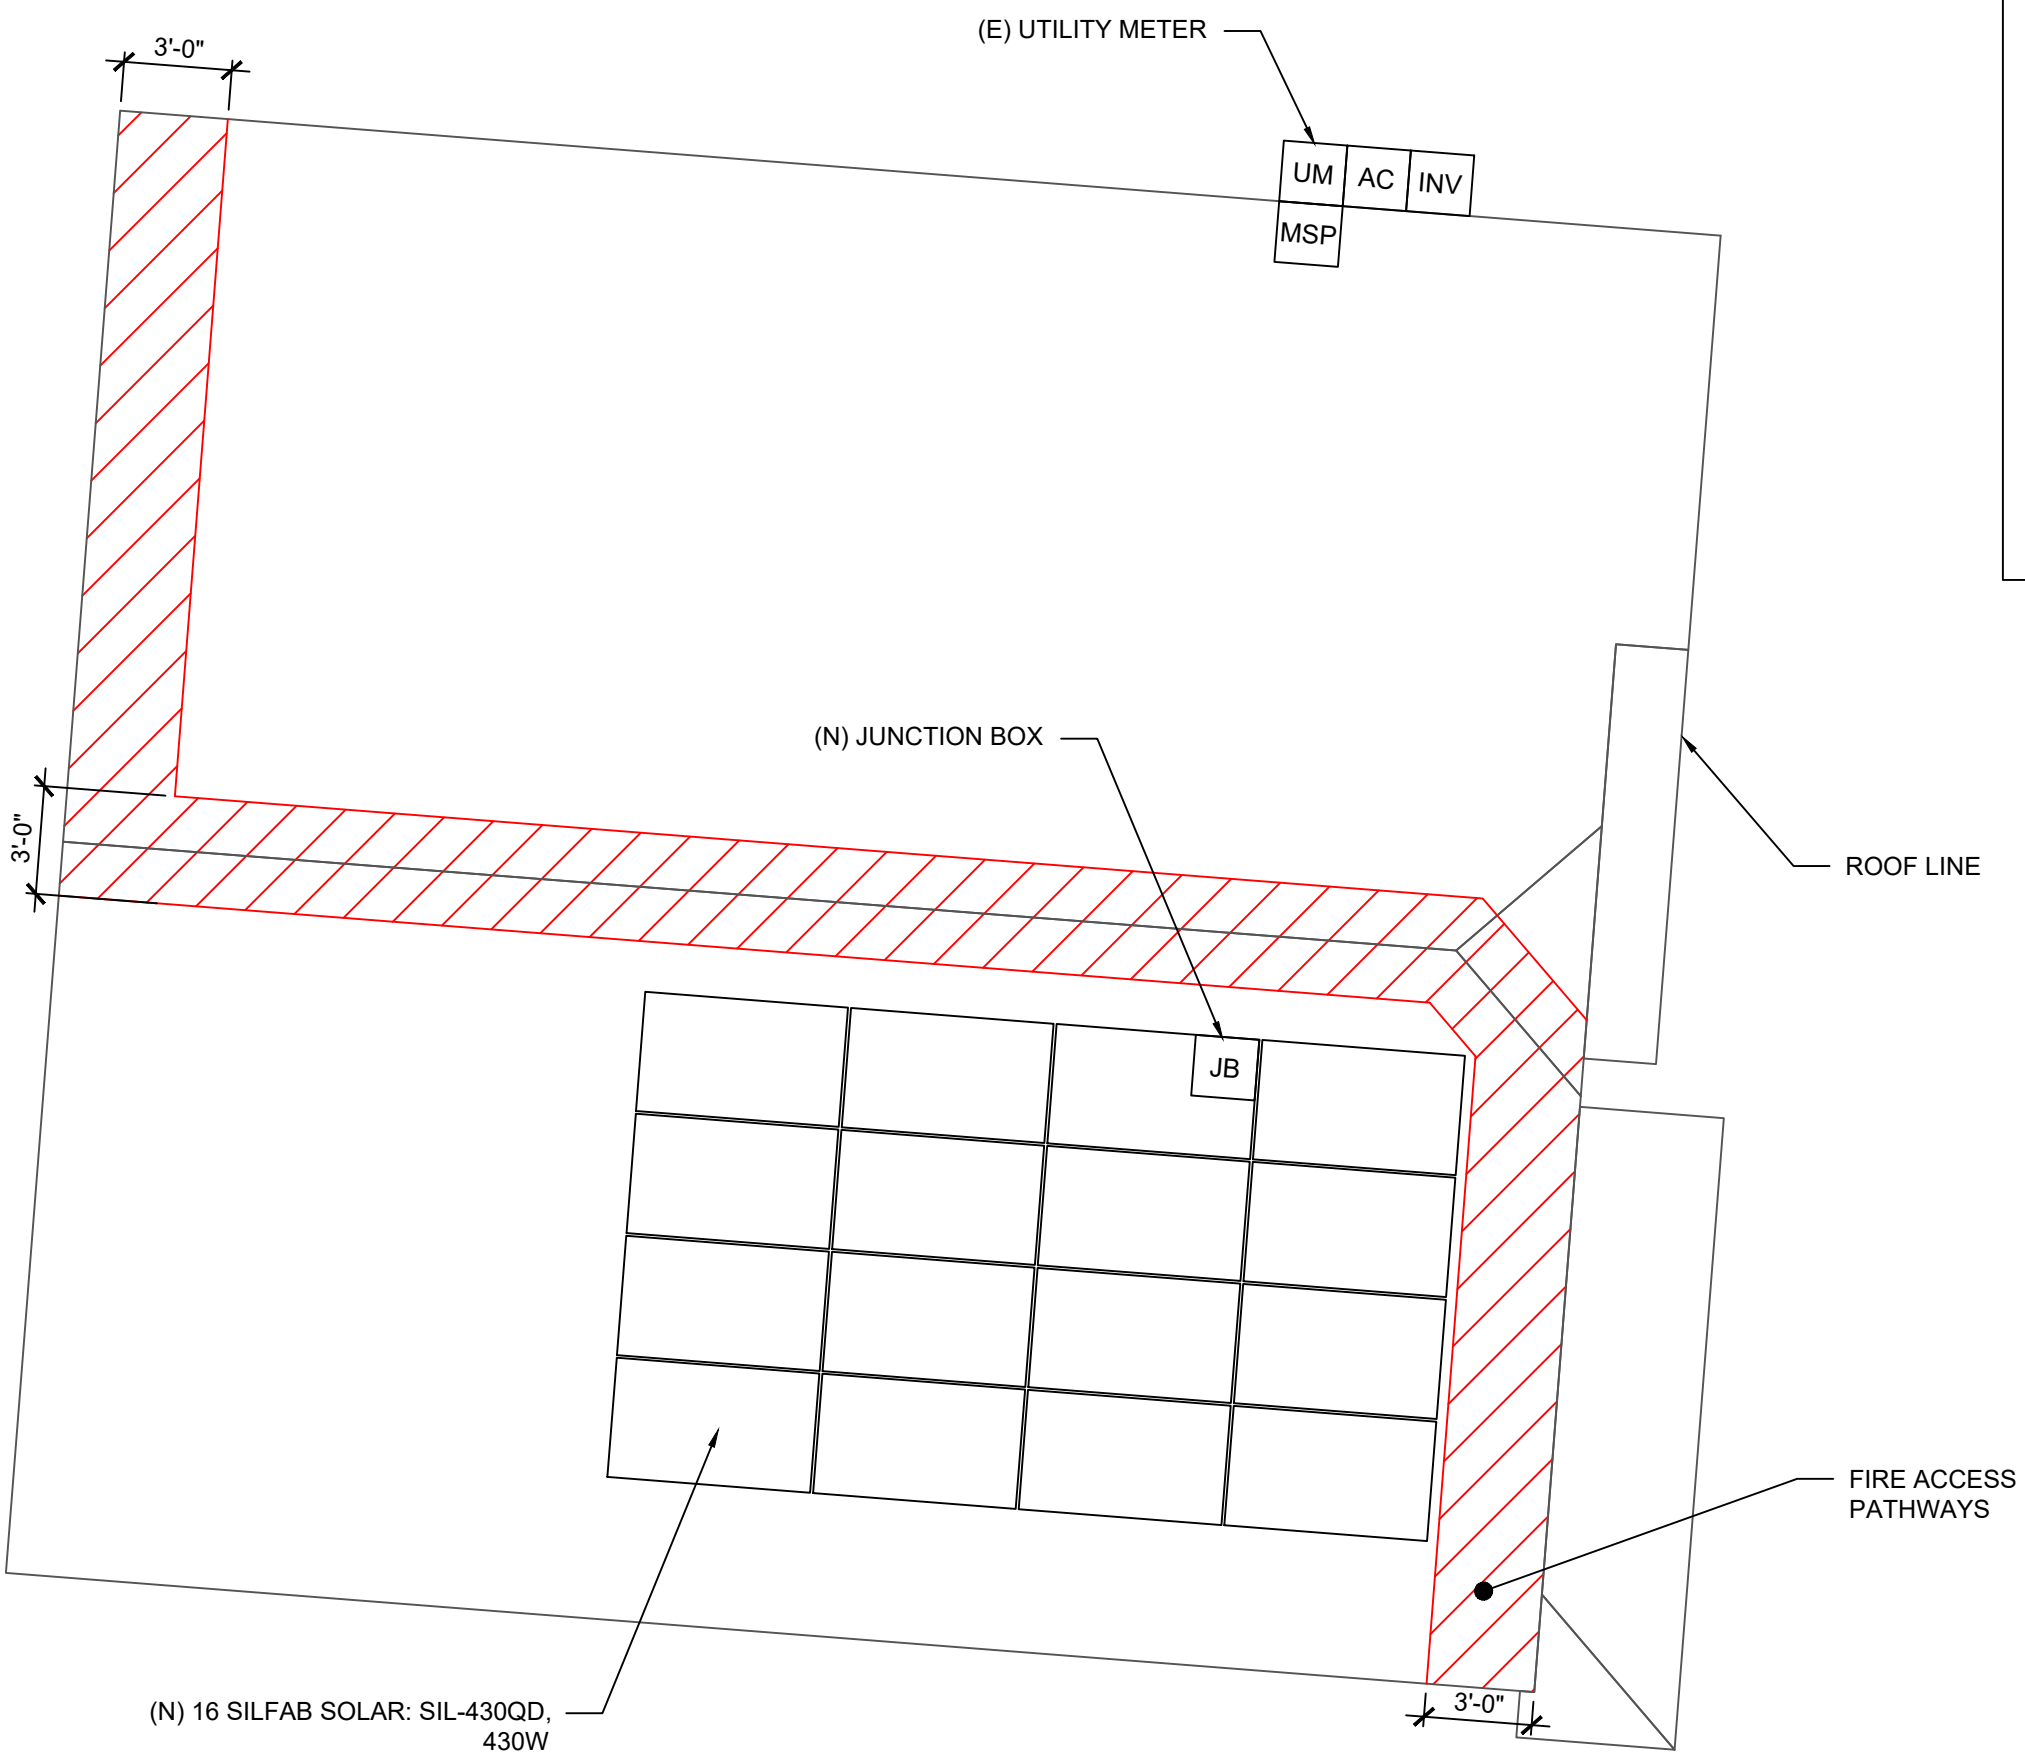 (E) UTILITY METER
3'-0"
UM AC INV
MSP
(N) JUNCTION BOX
3'-0"
ROOF LINE
JB
FIRE ACCESS
PATHWAYS
(N) 16 SILFAB SOLAR: SIL-430QD,
430W
3'-0"